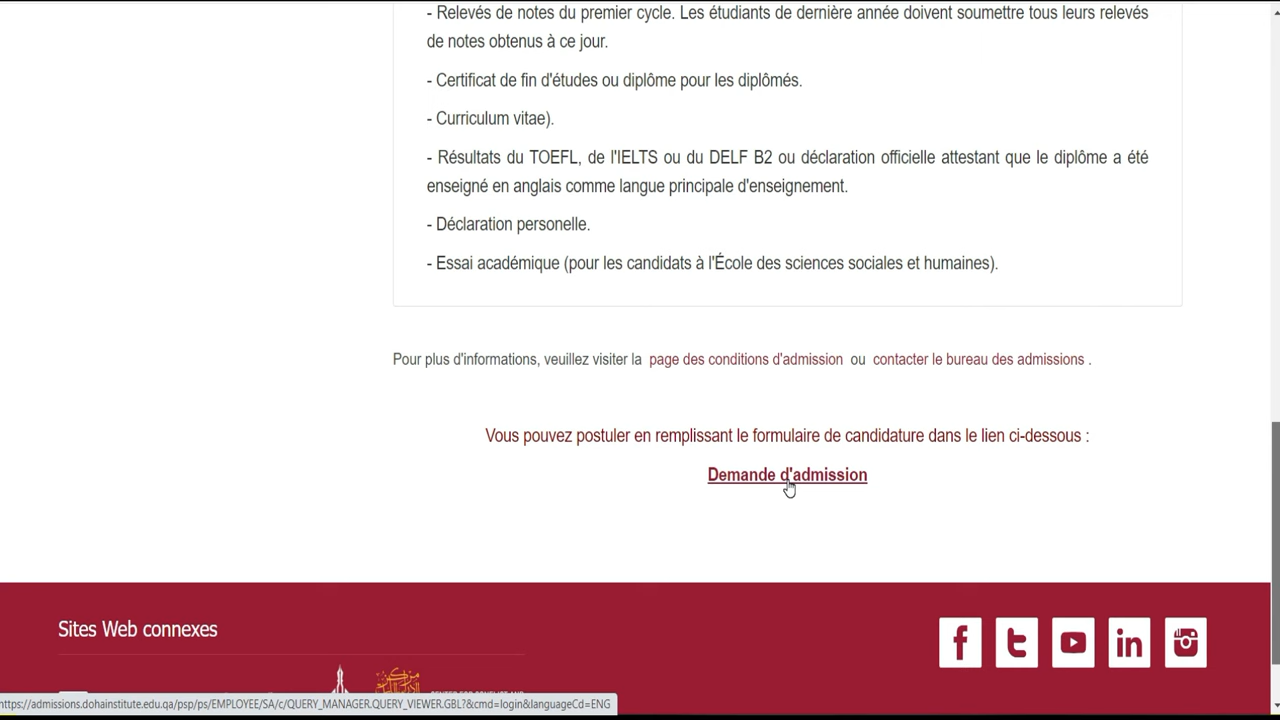 - Relevés de notes du premier cycle. Les étudiants de dernière année doivent soumettre tous leurs relevés
de notes obtenus à ce jour.
- Certificat de fin d'études ou diplôme pour les diplômés.
- Curriculum vitae).
- Résultats du TOEFL, de l'IELTS ou du DELF B2 ou déclaration officielle attestant que le diplôme a été
enseigné en anglais comme langue principale d'enseignement.
- Déclaration personelle.
- Essai académique (pour les candidats à l'École des sciences sociales et humaines).
Pour plus d'informations, veuillez visiter la page des conditions d'admission ou contacter le bureau des admissions .
Vous pouvez postuler en remplissant le formulaire de candidature dans le lien ci-dessous :
Demande d'admission
Sites Web connexes
https://admissions.dohainstitute.edu.qa/psp/ps/EMPLOYEE/SA/c/QUERY_MANAGER.QUERY_VIEWER.GBL?&cmd=login&languageCd=ENG